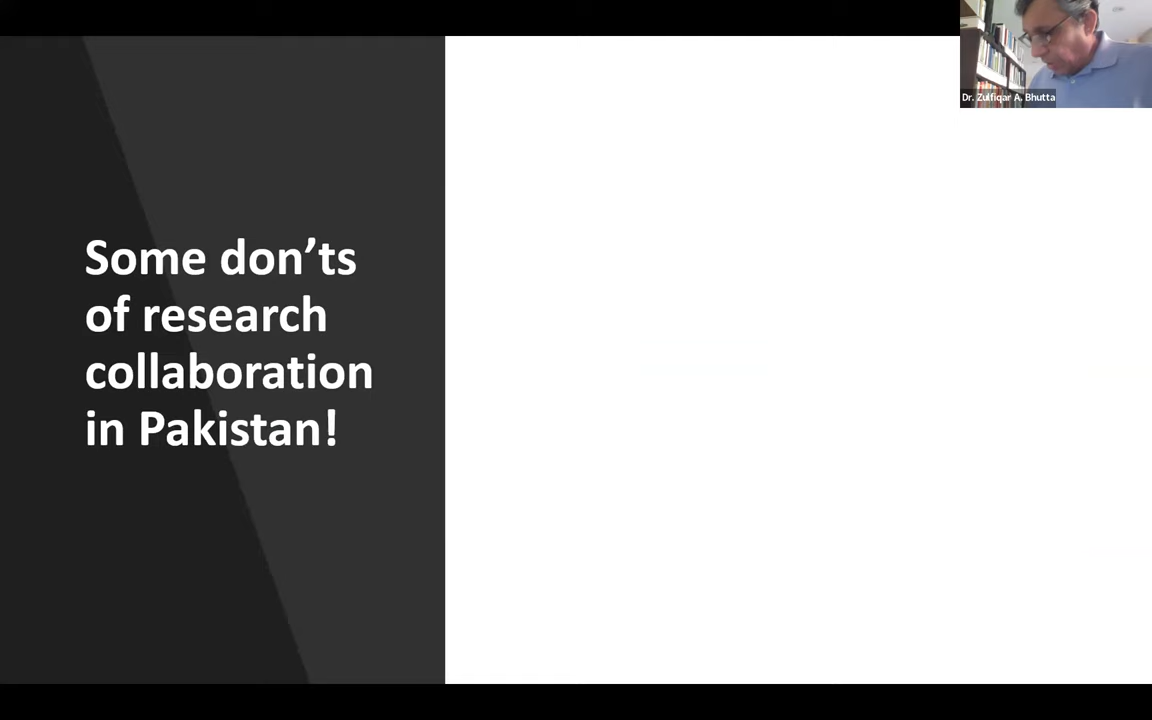 Dr. Zulfiqar A. Bhutta
Some don’ts
of research
collaboration
in Pakistan!